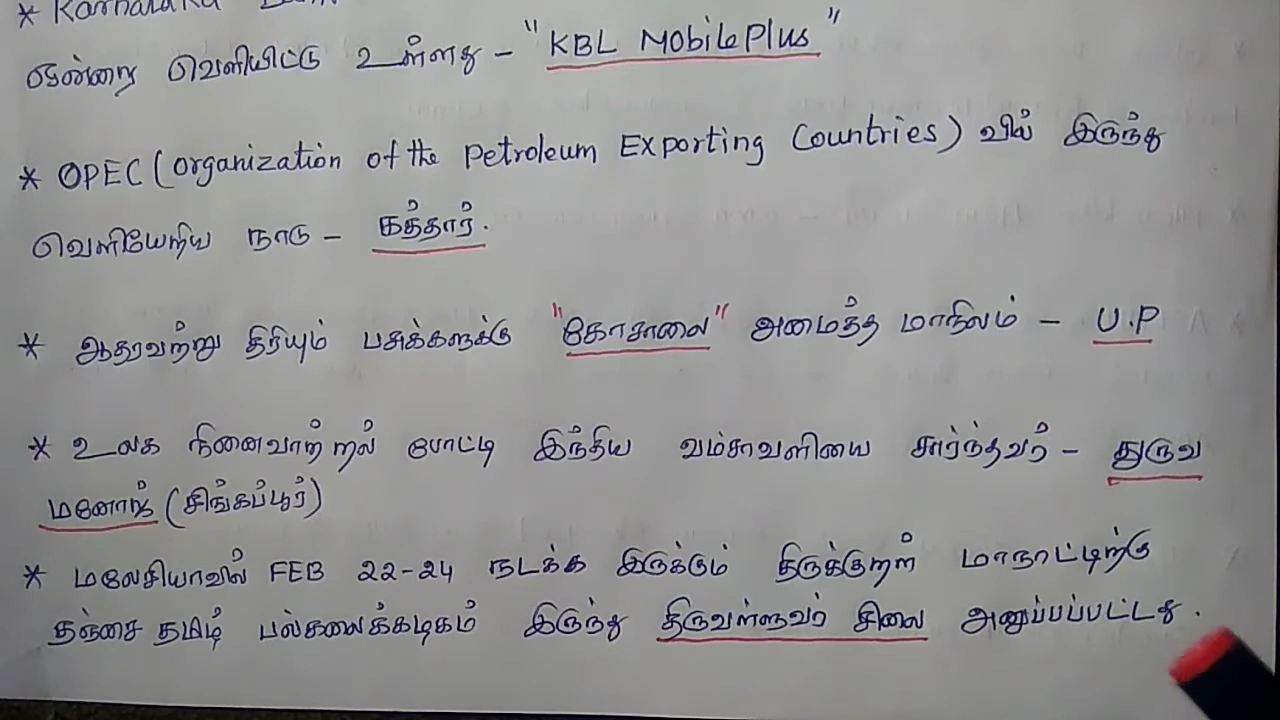 * Karnataka
ஒன்றை வெளியிட்டு உள்ளது - "KBL MobilePlus"
* OPEC (Organization of the Petroleum Exporting Countries) வில் இருந்து
வெளியேறிய நாடு - கத்தார்.
* ஆதரவற்று திரியும் பசுக்களுக்கு "கோசாலை" அமைத்த மாநிலம் - U.P
* உலக நினைவாற்றல் போட்டி இந்திய வம்சாவளியை சார்ந்தவர் - துருவ
மனோஜ் (சிங்கப்பூர்)
* மலேசியாவில் FEB 22-24 நடக்க இருக்கும் திருக்குறள் மாநாட்டிற்கு
தஞ்சை தமிழ் பல்கலைக்கழகம் இருந்து திருவள்ளுவர் சிலை அனுப்பப்பட்டது.